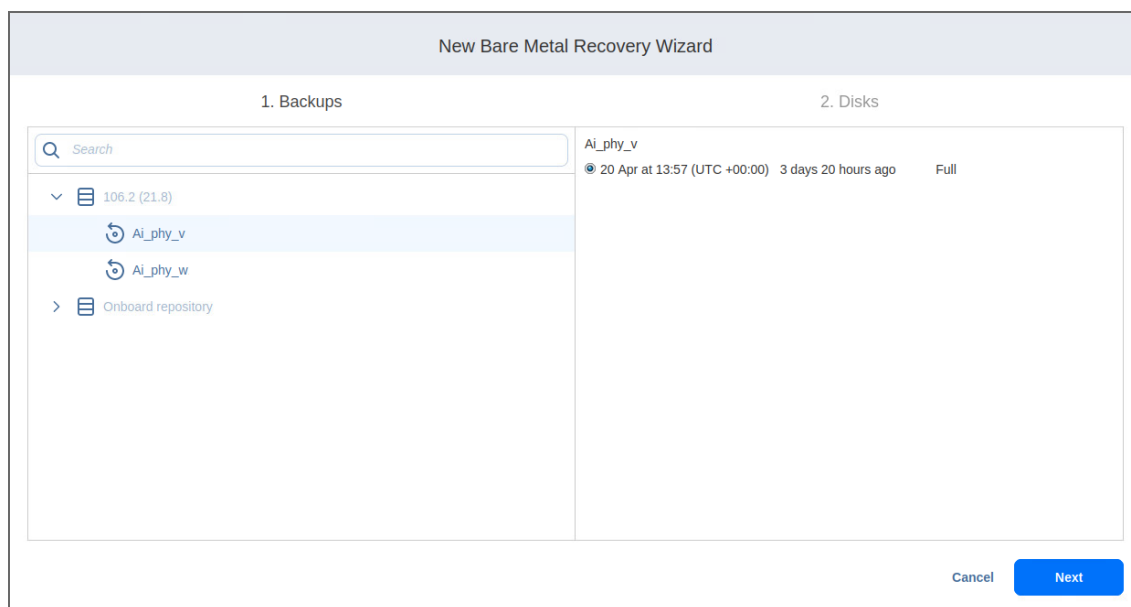 New Bare Metal Recovery Wizard
1. Backups
2. Disks
Search
106.2 (21.8)
Ai_phy_v
Ai_phy_w
Onboard repository
Ai_phy_v
20 Apr at 13:57 (UTC +00:00) 3 days 20 hours ago Full
Cancel
Next